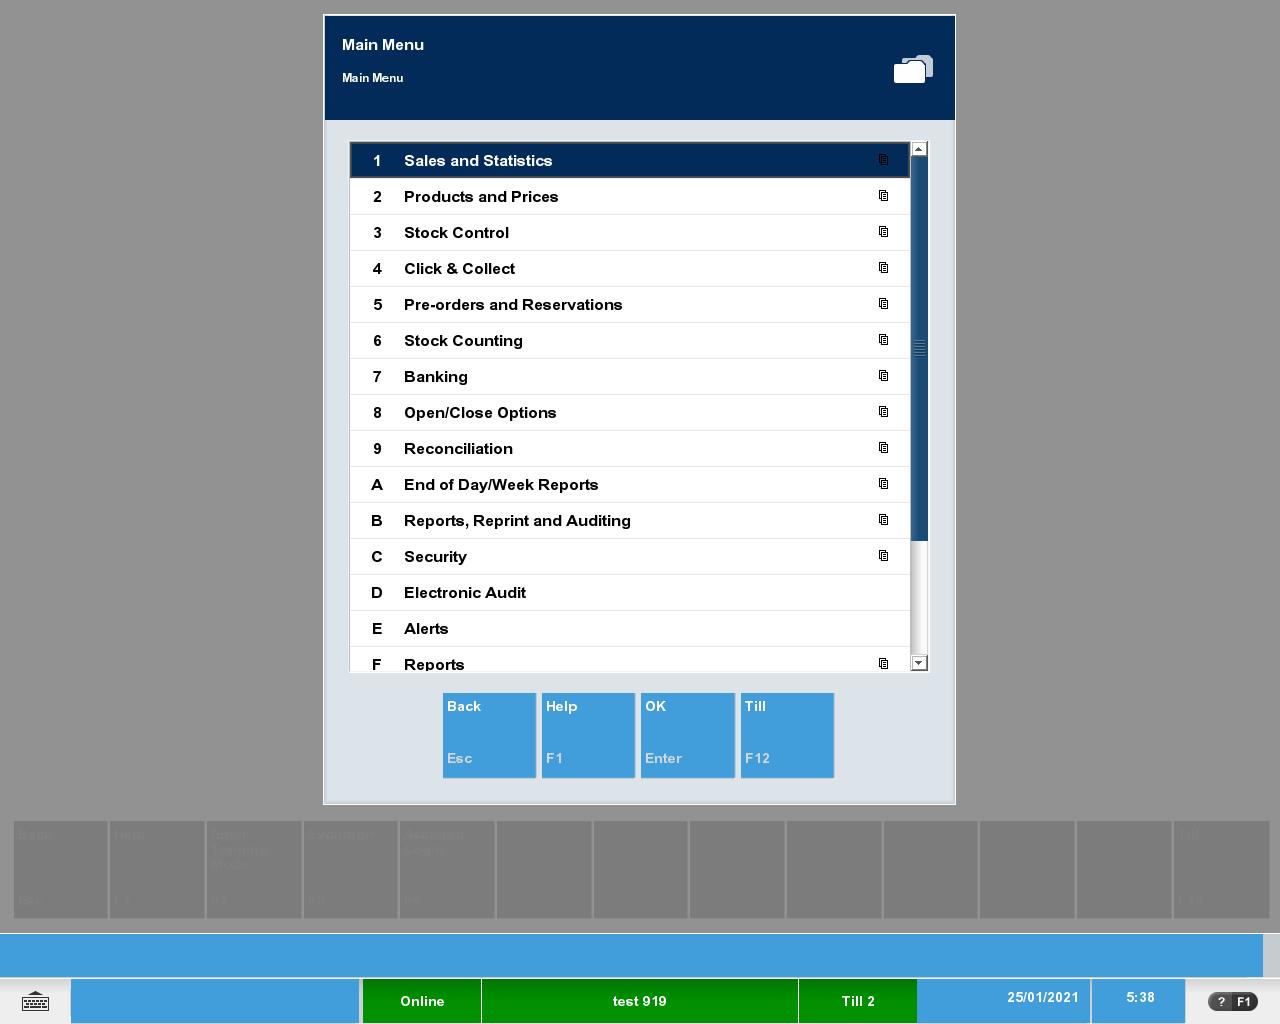 Main Menu
Main Menu
1 Sales and Statistics
2 Products and Prices
3 Stock Control
4 Click & Collect
5 Pre-orders and Reservations
6 Stock Counting
7 Banking
8 Open/Close Options
9 Reconciliation
A End of Day/Week Reports
B Reports, Reprint and Auditing
C Security
D Electronic Audit
E Alerts
F Reports
Back Help OK Till
Esc F1 Enter F12
Online test 919 Till 2 25/01/2021 5:38 ? F1